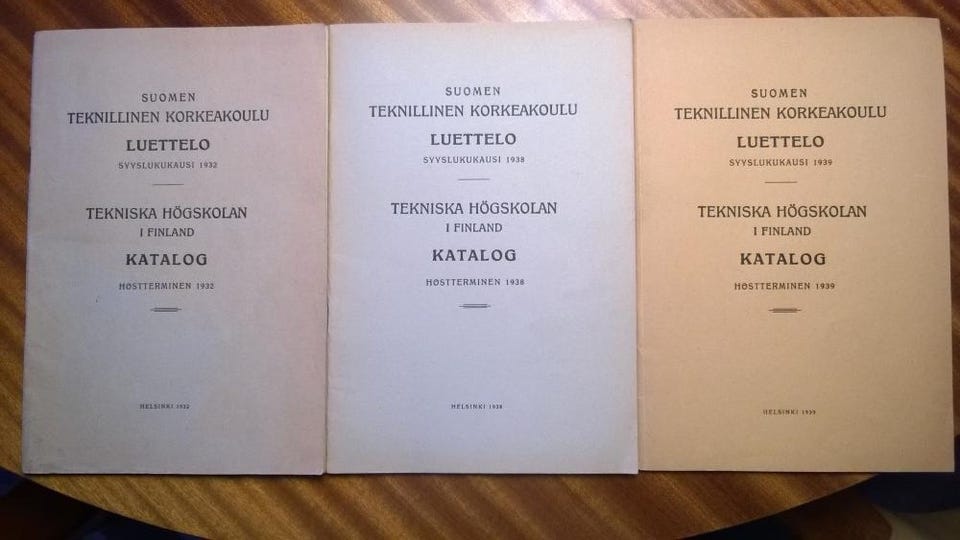 SUOMEN
TEKNILLINEN KORKEAKOULU
LUETTELO
SYYSLUKUKAUSI 1932
TEKNISKA HÖGSKOLAN
I FINLAND
KATALOG
HÖSTTERMINEN 1932
HELSINKI 1932
SUOMEN
TEKNILLINEN KORKEAKOULU
LUETTELO
SYYSLUKUKAUSI 1938
TEKNISKA HÖGSKOLAN
I FINLAND
KATALOG
HÖSTTERMINEN 1938
HELSINKI 1938
SUOMEN
TEKNILLINEN KORKEAKOULU
LUETTELO
SYYSLUKUKAUSI 1939
TEKNISKA HÖGSKOLAN
I FINLAND
KATALOG
HÖSTTERMINEN 1939
HELSINKI 1939